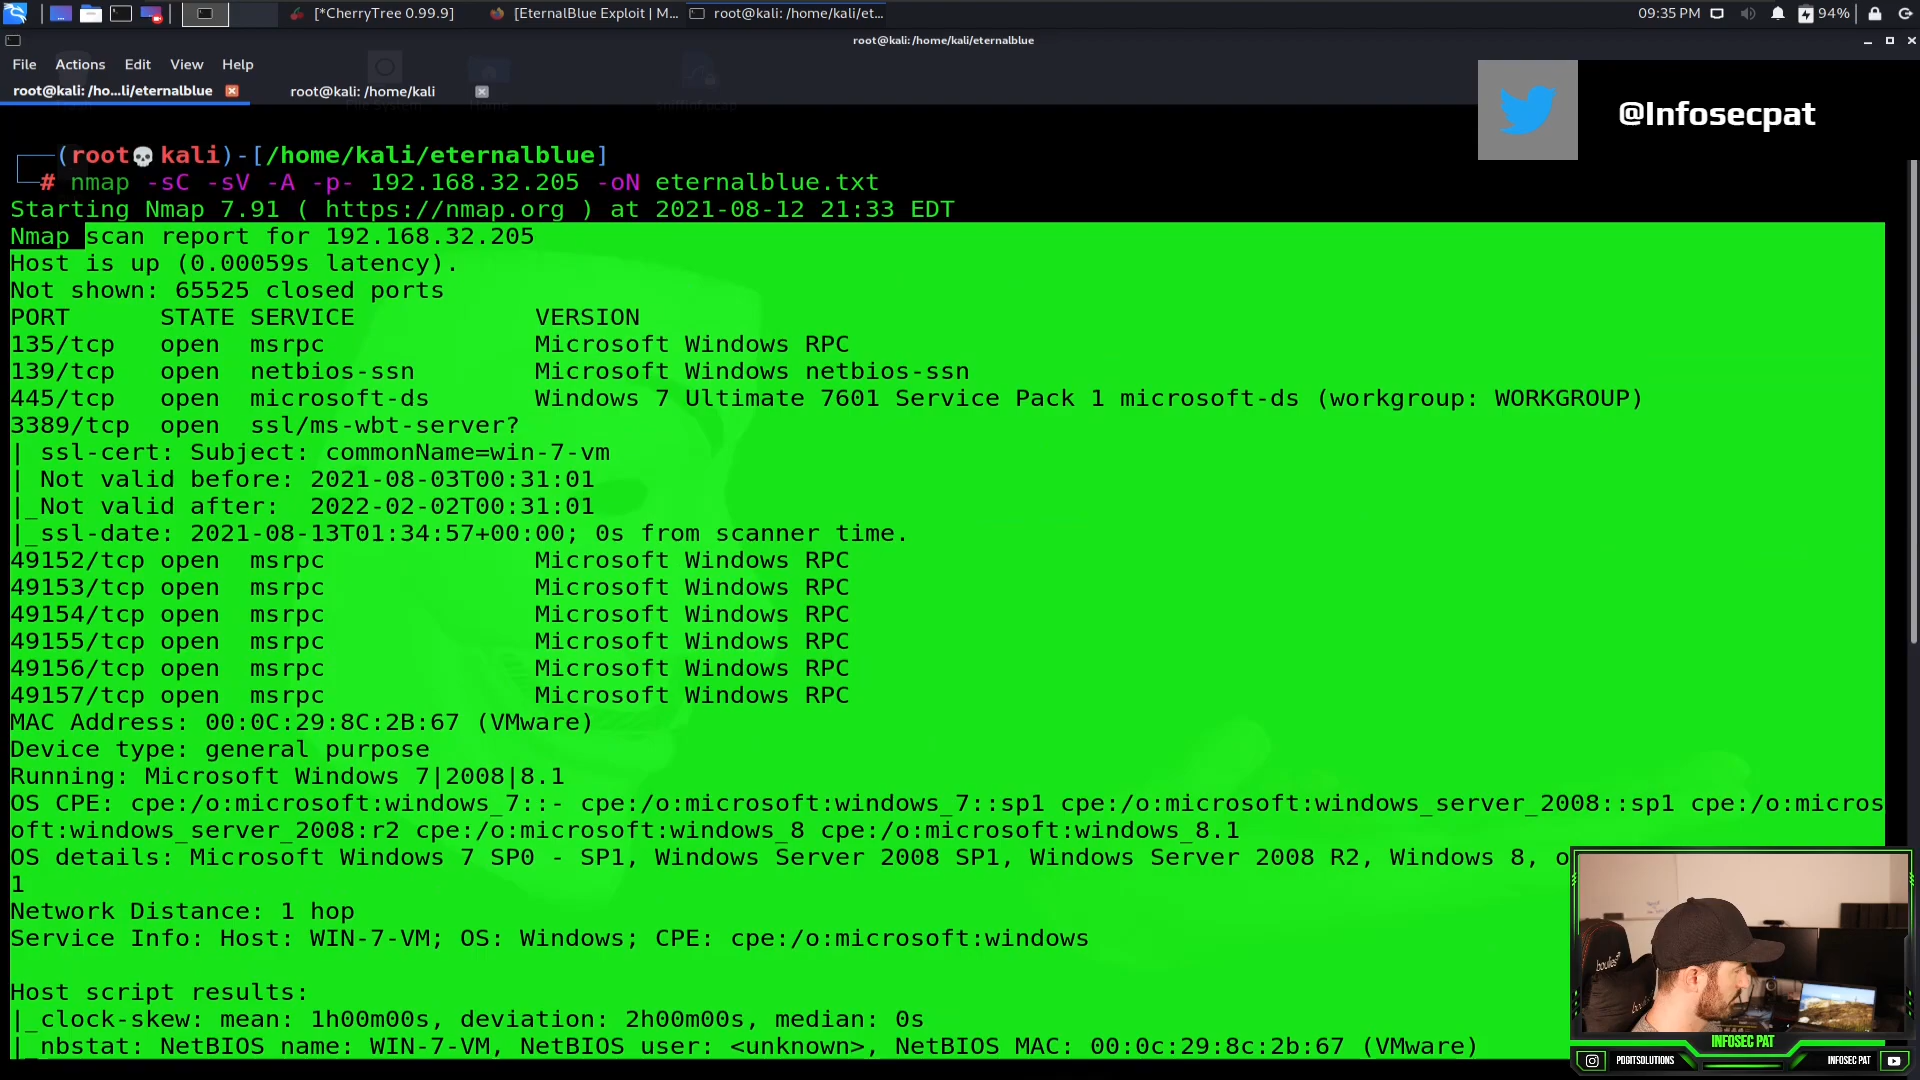 [*CherryTree 0.99.9]
[EternalBlue Exploit | M...
root@kali: /home/kali/et...
09:35 PM
94%
root@kali: /home/kali/eternalblue
File Actions Edit View Help
root@kali: /ho...li/eternalblue
root@kali: /home/kali
@Infosecpat
(root💀kali)-[/home/kali/eternalblue]
# nmap -sC -sV -A -p- 192.168.32.205 -oN eternalblue.txt
Starting Nmap 7.91 ( https://nmap.org ) at 2021-08-12 21:33 EDT
Nmap scan report for 192.168.32.205
Host is up (0.00059s latency).
Not shown: 65525 closed ports
PORT STATE SERVICE VERSION
135/tcp open msrpc Microsoft Windows RPC
139/tcp open netbios-ssn Microsoft Windows netbios-ssn
445/tcp open microsoft-ds Windows 7 Ultimate 7601 Service Pack 1 microsoft-ds (workgroup: WORKGROUP)
3389/tcp open ssl/ms-wbt-server?
| ssl-cert: Subject: commonName=win-7-vm
| Not valid before: 2021-08-03T00:31:01
|_Not valid after: 2022-02-02T00:31:01
|_ssl-date: 2021-08-13T01:34:57+00:00; 0s from scanner time.
49152/tcp open msrpc Microsoft Windows RPC
49153/tcp open msrpc Microsoft Windows RPC
49154/tcp open msrpc Microsoft Windows RPC
49155/tcp open msrpc Microsoft Windows RPC
49156/tcp open msrpc Microsoft Windows RPC
49157/tcp open msrpc Microsoft Windows RPC
MAC Address: 00:0C:29:8C:2B:67 (VMware)
Device type: general purpose
Running: Microsoft Windows 7|2008|8.1
OS CPE: cpe:/o:microsoft:windows_7::- cpe:/o:microsoft:windows_7::sp1 cpe:/o:microsoft:windows_server_2008::sp1 cpe:/o:micros
oft:windows_server_2008:r2 cpe:/o:microsoft:windows_8 cpe:/o:microsoft:windows_8.1
OS details: Microsoft Windows 7 SP0 - SP1, Windows Server 2008 SP1, Windows Server 2008 R2, Windows 8, o
1
Network Distance: 1 hop
Service Info: Host: WIN-7-VM; OS: Windows; CPE: cpe:/o:microsoft:windows
Host script results:
|_clock-skew: mean: 1h00m00s, deviation: 2h00m00s, median: 0s
|_nbstat: NetBIOS name: WIN-7-VM, NetBIOS user: <unknown>, NetBIOS MAC: 00:0c:29:8c:2b:67 (VMware)
INFOSEC PAT
PDDITSOLUTIONS
INFOSEC PAT